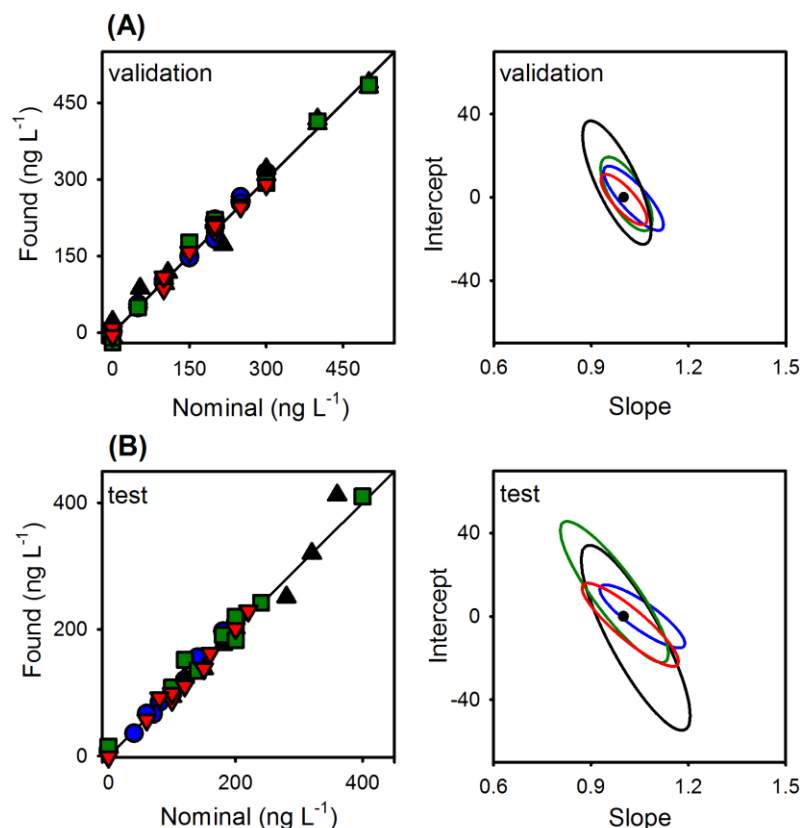 (A)
validation
Found (ng L⁻¹)
450
300
150
0
0 150 300 450
Nominal (ng L⁻¹)
validation
Intercept
40
0
-40
0.6 0.9 1.2 1.5
Slope
(B)
test
Found (ng L⁻¹)
400
200
0
0 200 400
Nominal (ng L⁻¹)
test
Intercept
40
0
-40
0.6 0.9 1.2 1.5
Slope